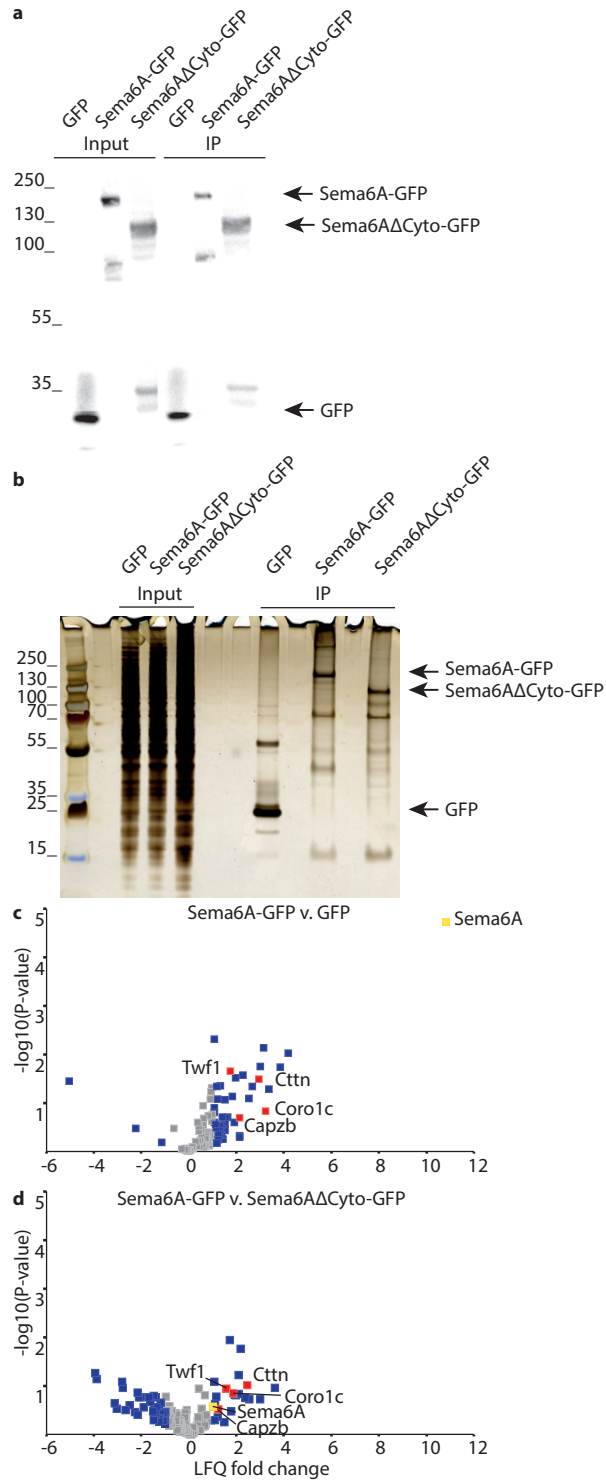 a
GFP
Sema6A-GFP
Sema6AΔCyto-GFP
GFP
Sema6A-GFP
Sema6AΔCyto-GFP
Input IP
250
130
100
55
35
Sema6A-GFP
Sema6AΔCyto-GFP
GFP
b
GFP
Sema6A-GFP
Sema6AΔCyto-GFP
GFP
Sema6A-GFP
Sema6AΔCyto-GFP
Input IP
250
130
100
70
55
35
25
15
Sema6A-GFP
Sema6AΔCyto-GFP
GFP
c
Sema6A-GFP v. GFP
Sema6A
-log10(P-value)
5
4
3
2
1
Twf1
Cttn
Coro1c
Capzb
-6 -4 -2 0 2 4 6 8 10 12
d
Sema6A-GFP v. Sema6AΔCyto-GFP
-log10(P-value)
5
4
3
2
1
Twf1
Cttn
Coro1c
Sema6A
Capzb
-6 -4 -2 0 2 4 6 8 10 12
LFQ fold change